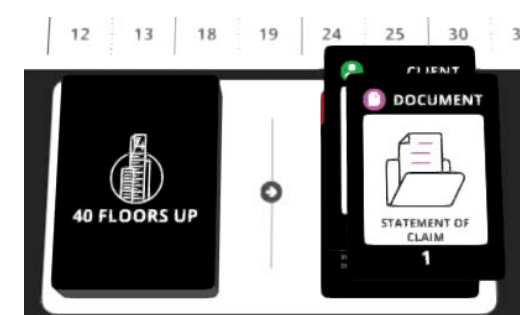 12 13 18 19 24 25 30
CLIENT
DOCUMENT
40 FLOORS UP
STATEMENT OF
CLAIM
1